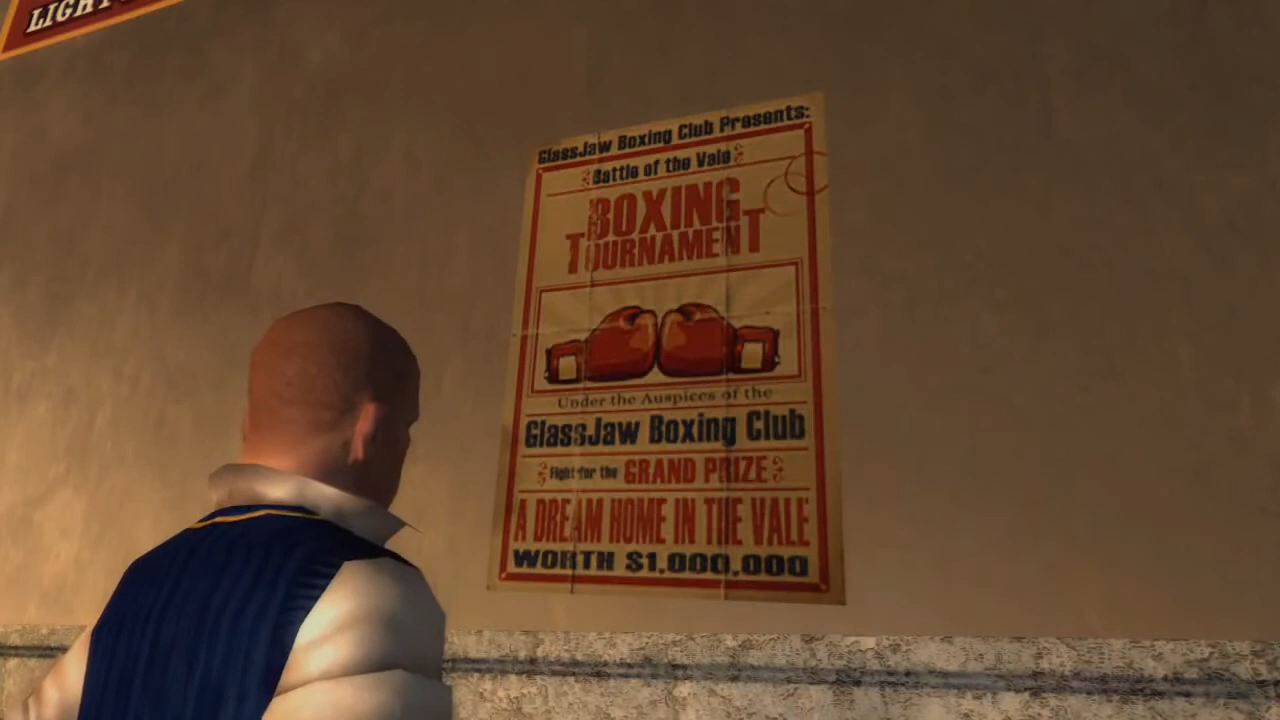 LIGHT
GlassJaw Boxing Club Presents:
Battle of the Vale
BOXING
TOURNAMENT
Under the Auspices of the
GlassJaw Boxing Club
Fight for the GRAND PRIZE
A DREAM HOME IN THE VALE
WORTH $1,000,000